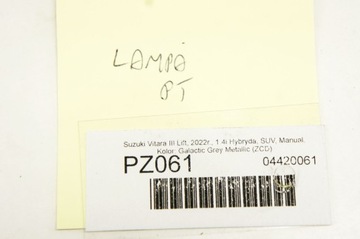 LAMPA
PT
Suzuki Vitara III Lift, 2022r., 1.4i Hybryda, SUV, Manual.
Kolor: Galactic Grey Metallic (ZCD)
PZ061 04420061